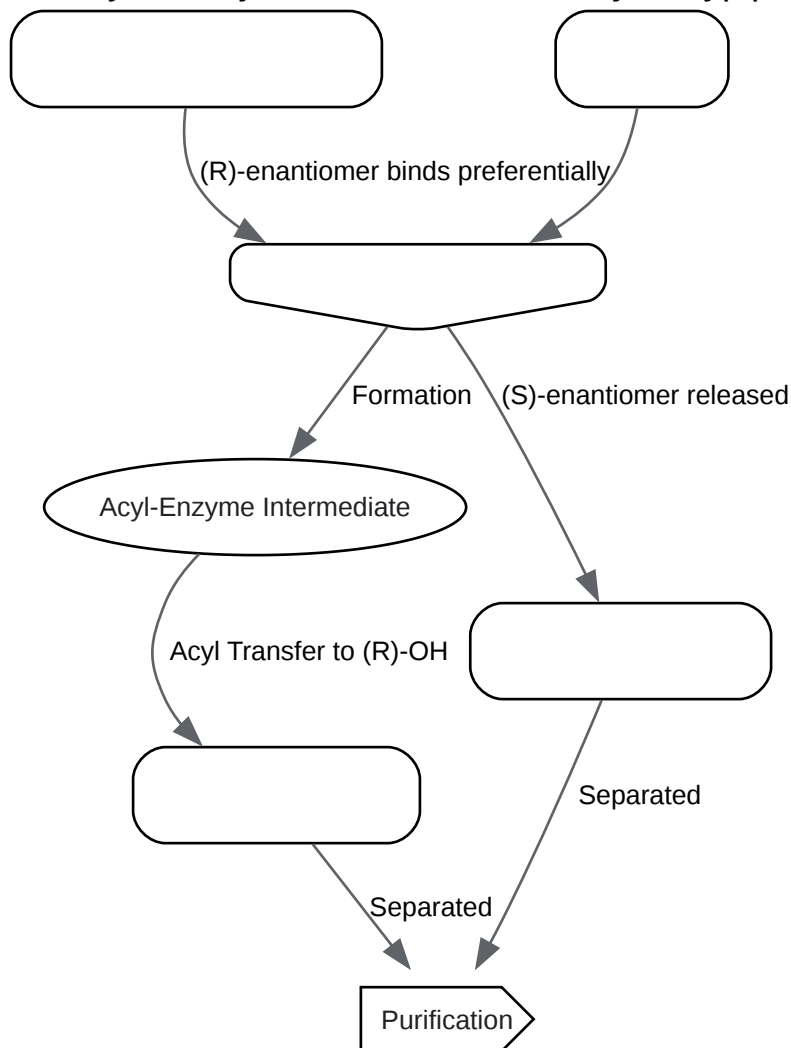 (R)-enantiomer binds preferentially
Formation
(S)-enantiomer released
Acyl-Enzyme Intermediate
Acyl Transfer to (R)-OH
Separated
Separated
Purification